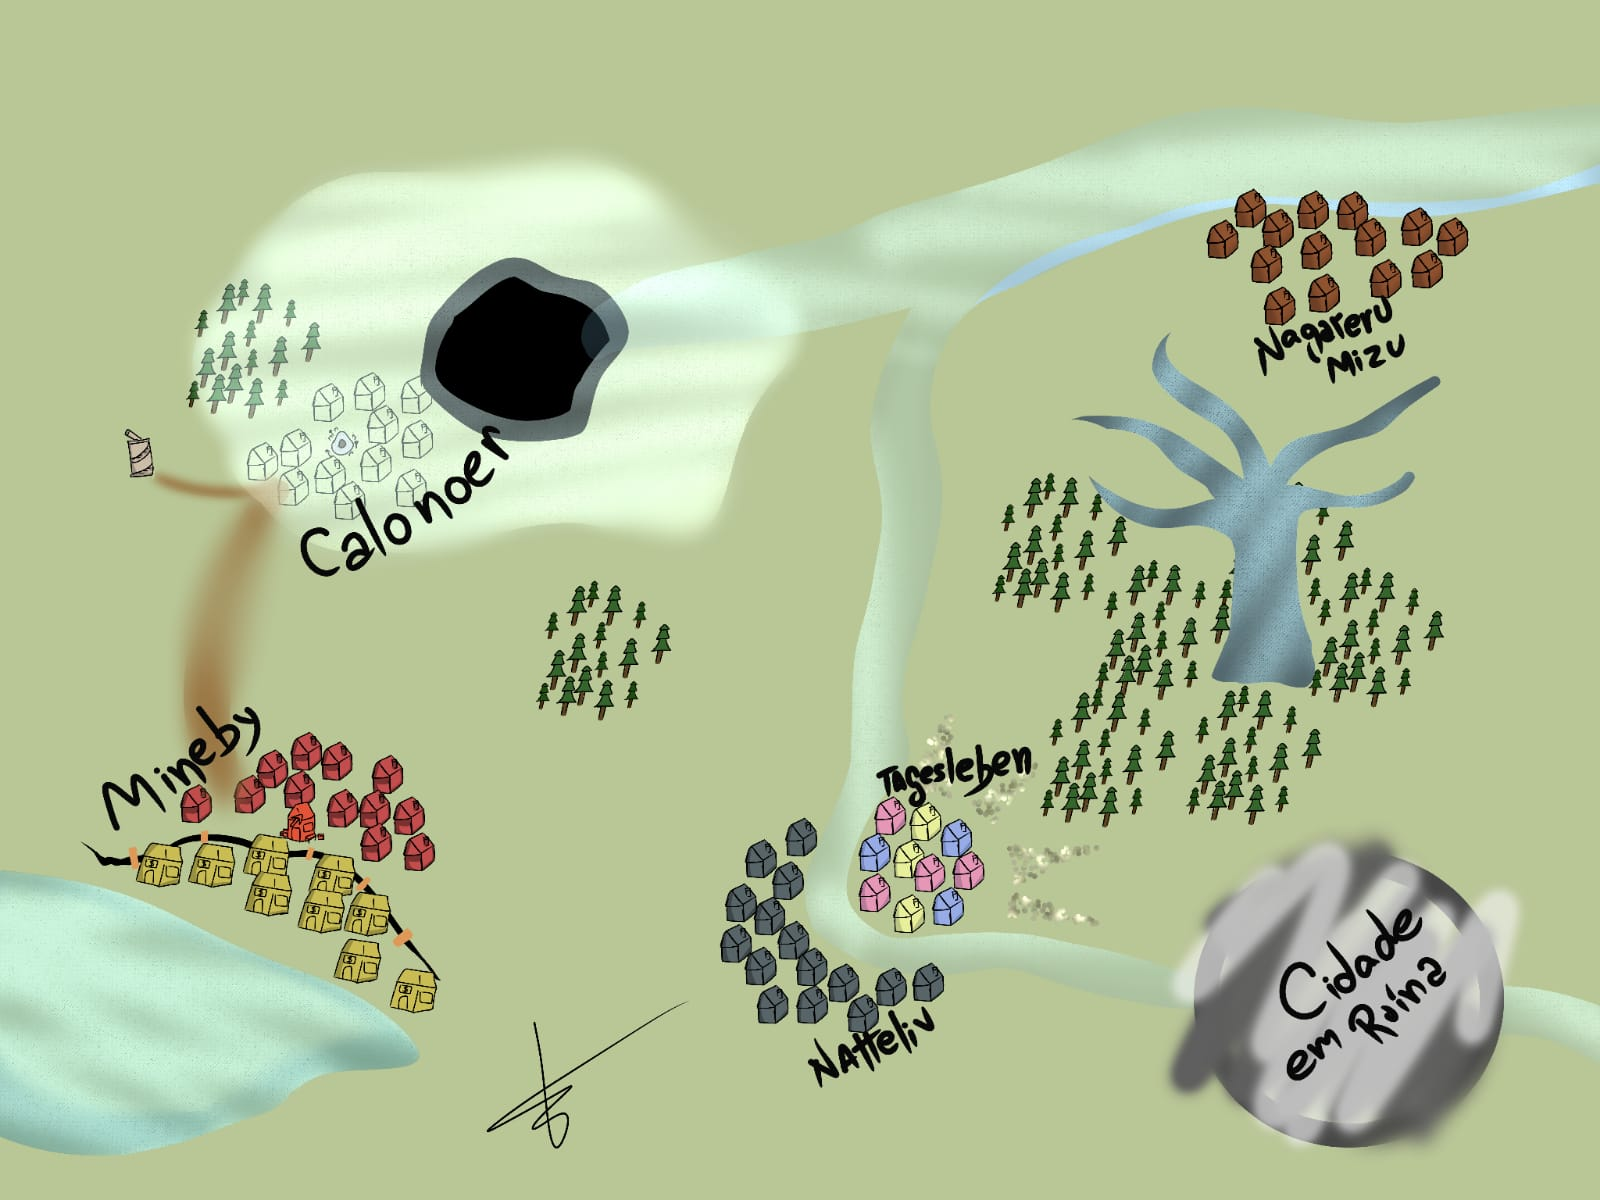 Calonoer
Nagareru
Mizu
Mineby
Tagesleben
Natteliv
Cidade
em Ruína